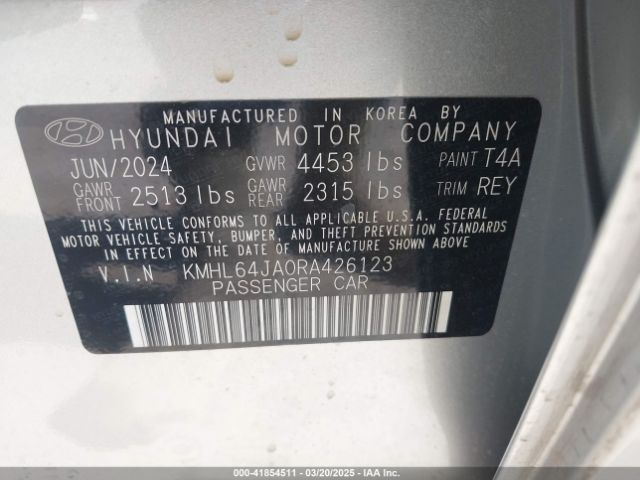 MANUFACTURED IN KOREA BY
HYUNDAI MOTOR COMPANY
JUN/2024 GVWR 4453 lbs PAINT T4A
GAWR FRONT 2513 lbs GAWR REAR 2315 lbs TRIM REY
THIS VEHICLE CONFORMS TO ALL APPLICABLE U.S.A. FEDERAL
MOTOR VEHICLE SAFETY, BUMPER, AND THEFT PREVENTION STANDARDS
IN EFFECT ON THE DATE OF MANUFACTURE SHOWN ABOVE.
V.I.N KMHL64JA0RA426123
PASSENGER CAR
000-41854511 - 03/20/2025 - IAA Inc.